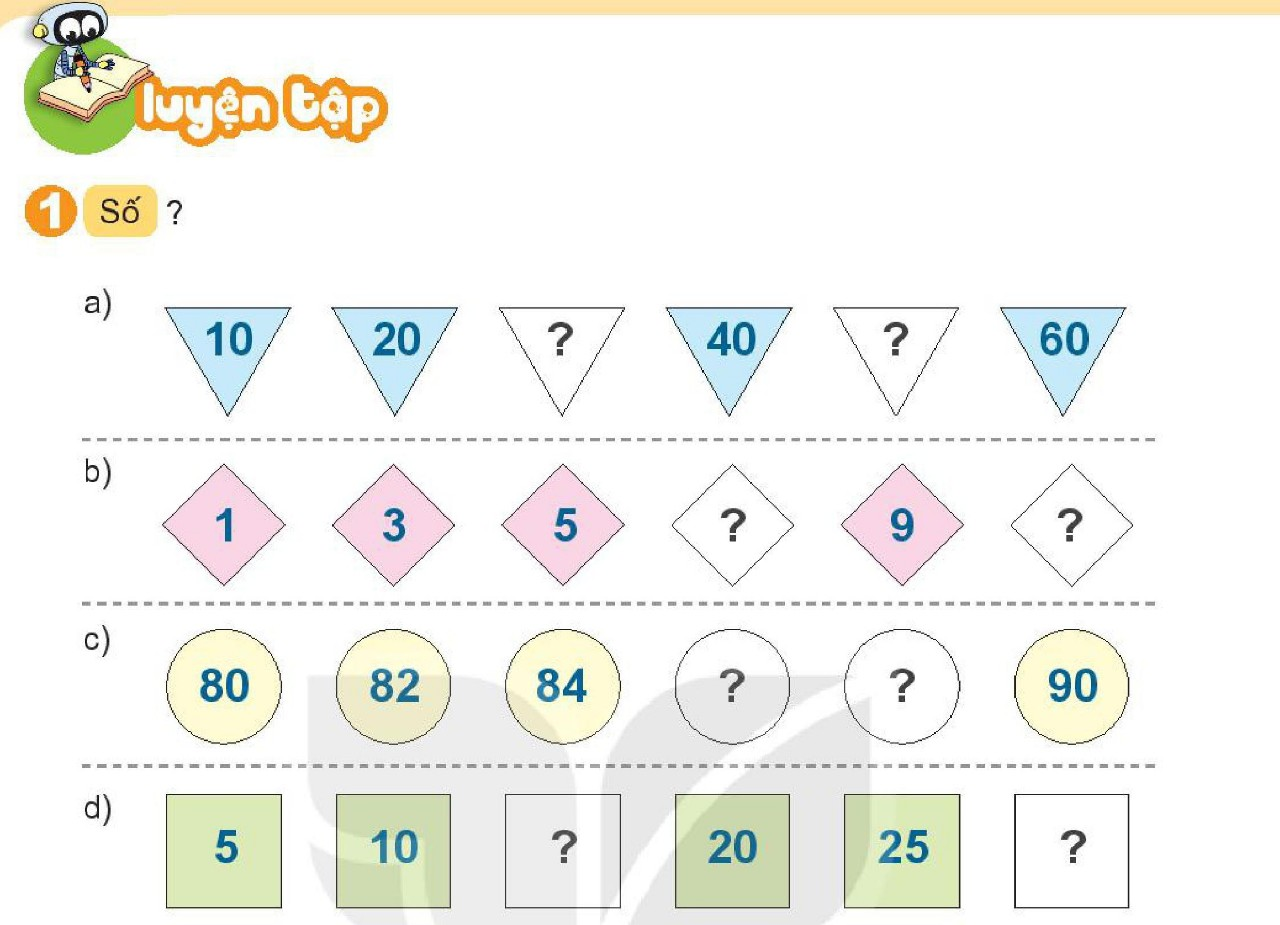 luyện tập
1 Số ?
a) 10 20 ? 40 ? 60
b) 1 3 5 ? 9 ?
c) 80 82 84 ? ? 90
d) 5 10 ? 20 25 ?